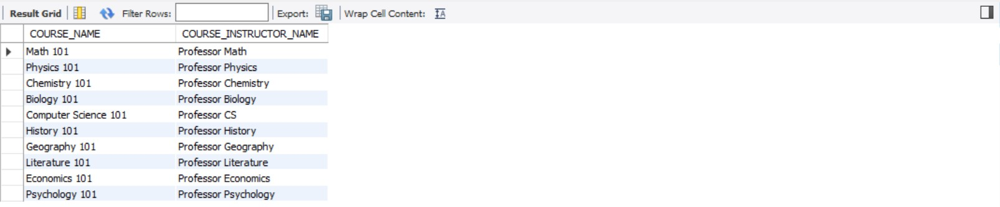 Result Grid Filter Rows: Export: Wrap Cell Content: IA
COURSE_NAME COURSE_INSTRUCTOR_NAME
Math 101 Professor Math
Physics 101 Professor Physics
Chemistry 101 Professor Chemistry
Biology 101 Professor Biology
Computer Science 101 Professor CS
History 101 Professor History
Geography 101 Professor Geography
Literature 101 Professor Literature
Economics 101 Professor Economics
Psychology 101 Professor Psychology